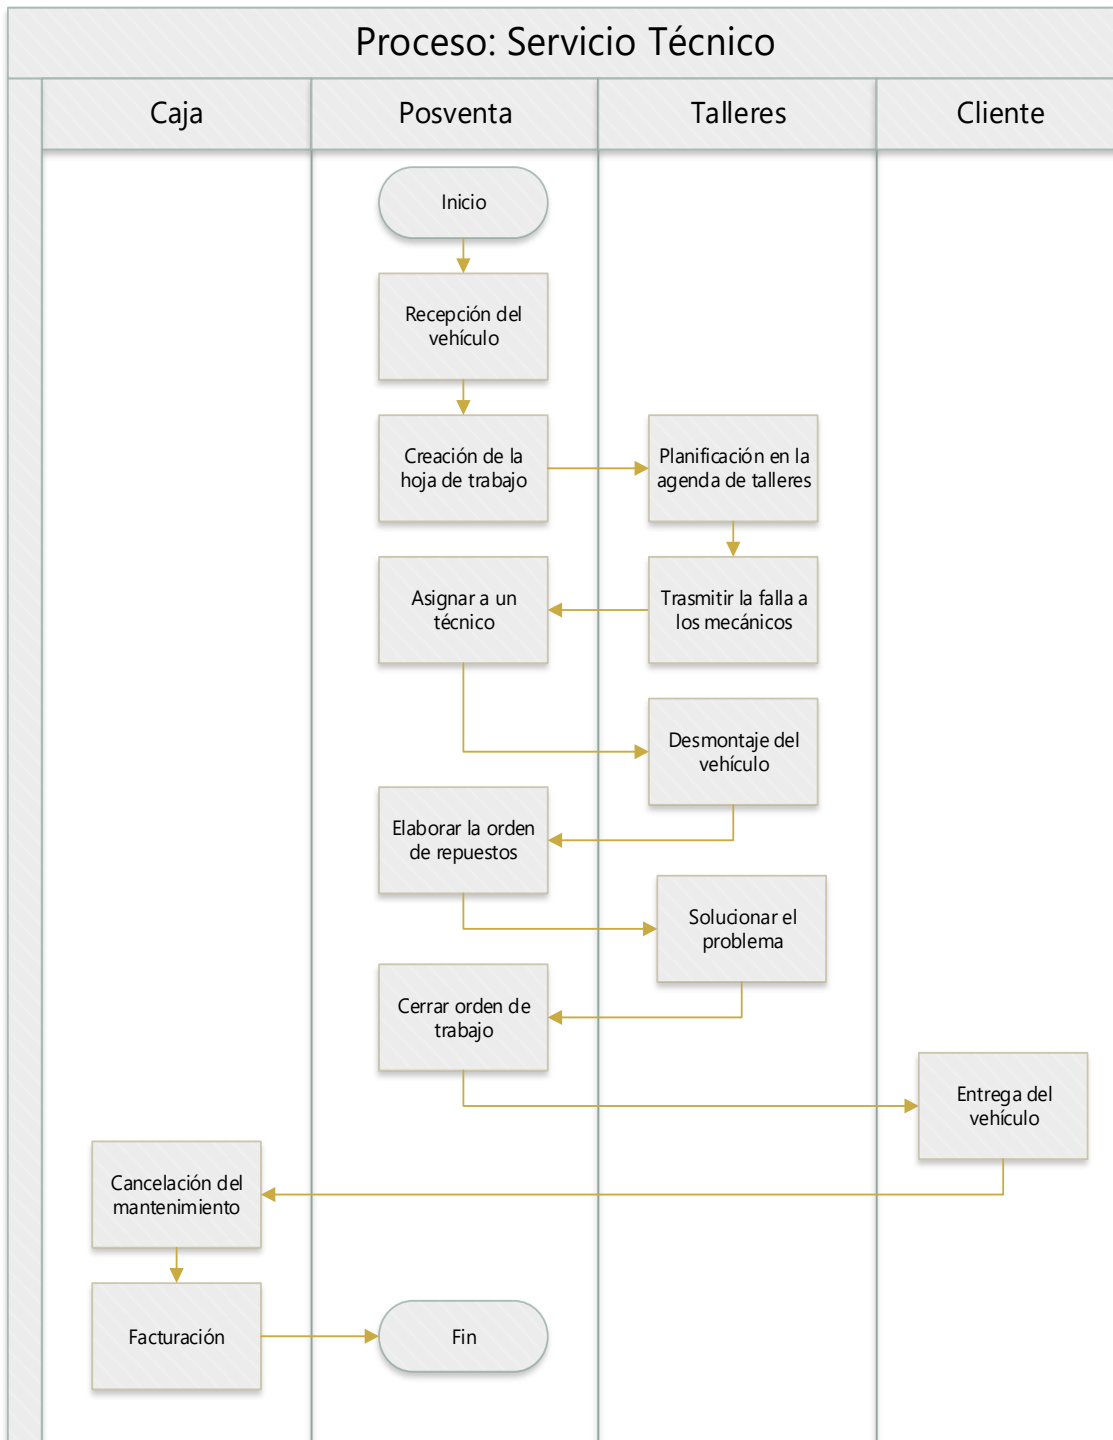 Proceso: Servicio Técnico
Caja
Posventa
Talleres
Cliente
Inicio
Recepción del
vehículo
Creación de la
hoja de trabajo
Planificación en la
agenda de talleres
Asignar a un
técnico
Trasmitir la falla a
los mecánicos
Desmontaje del
vehículo
Elaborar la orden
de repuestos
Solucionar el
problema
Cerrar orden de
trabajo
Entrega del
vehículo
Cancelación del
mantenimiento
Facturación
Fin